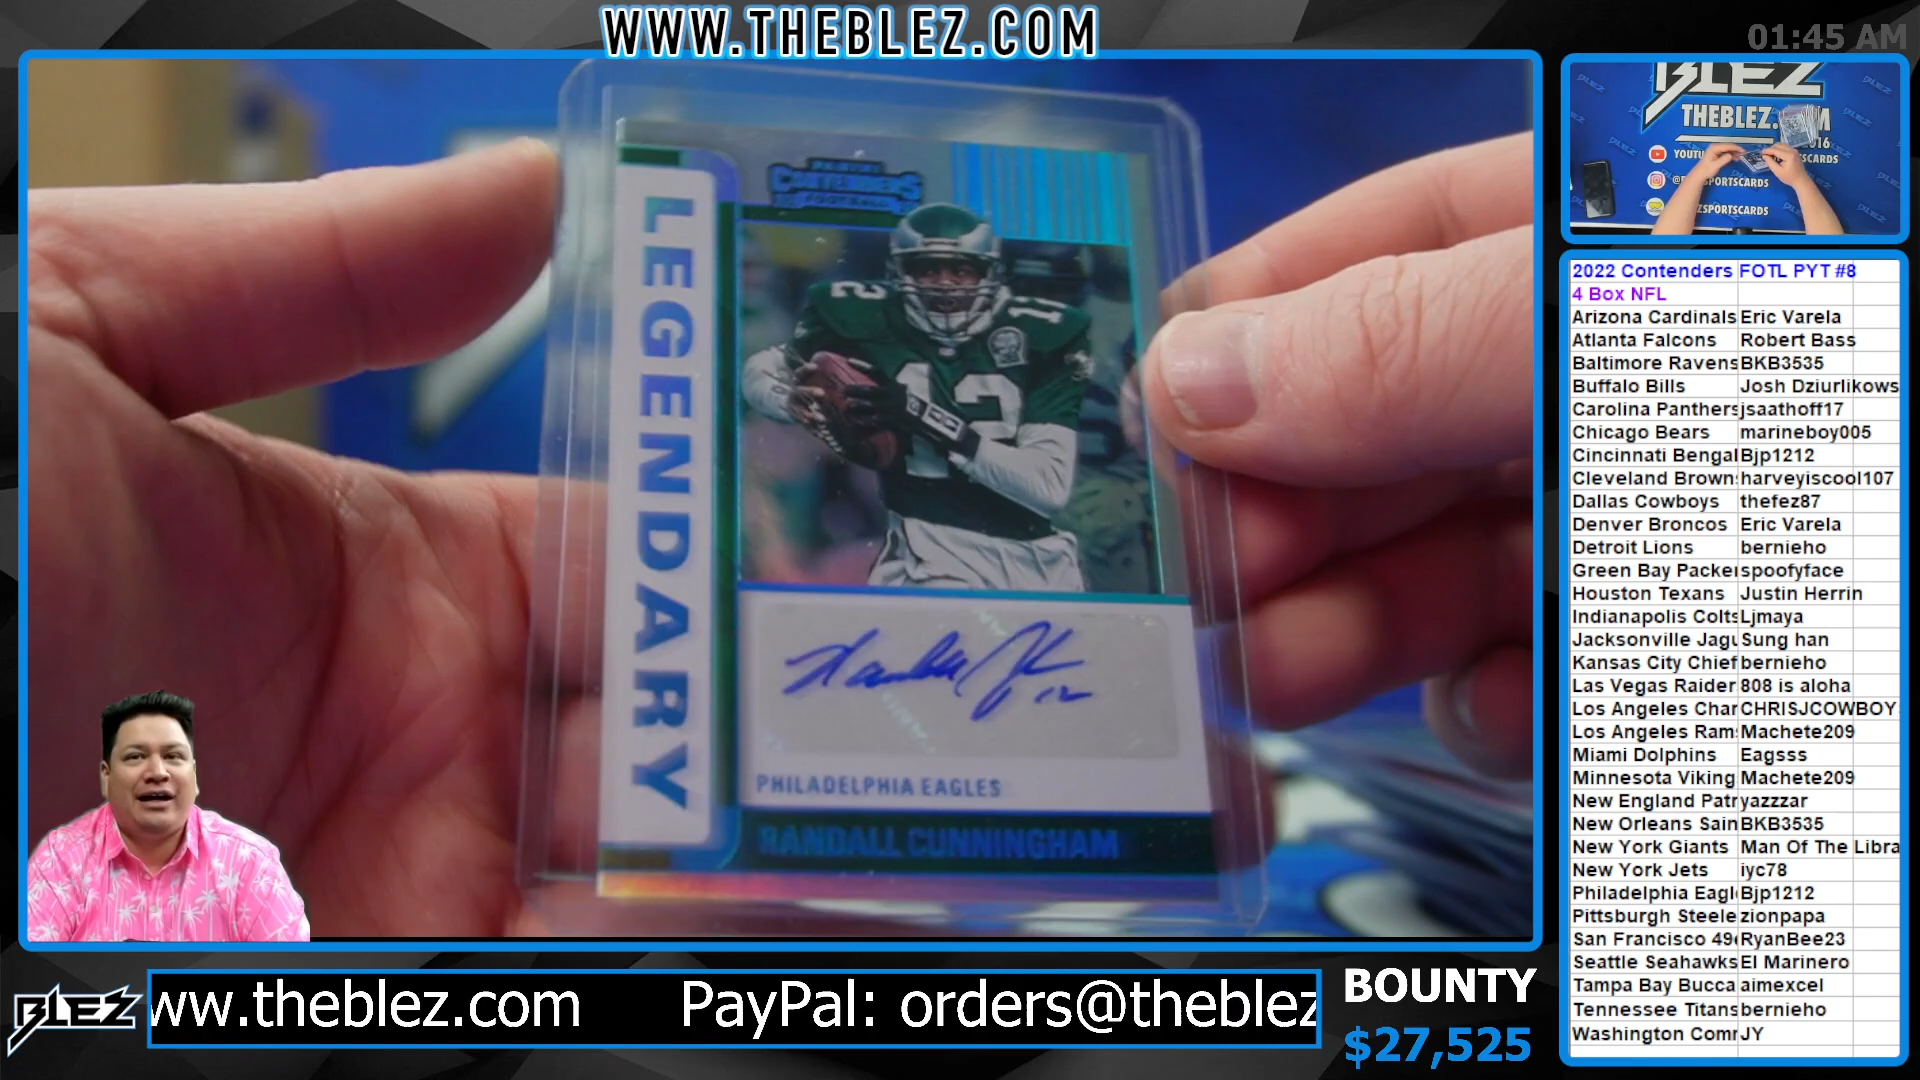 WWW.THEBLEZ.COM
01:45 AM
LEGENDARY
CONTENDERS
FOOTBALL
12
12
PHILADELPHIA EAGLES
RANDALL CUNNINGHAM
BLEZ
THEBLEZ.
2022 Contenders FOTL PYT #8
4 Box NFL
Arizona Cardinals Eric Varela
Atlanta Falcons Robert Bass
Baltimore Ravens BKB3535
Buffalo Bills Josh Dziurlikows
Carolina Panthers jsaathoff17
Chicago Bears marineboy005
Cincinnati Bengal Bjp1212
Cleveland Brown harveyiscool107
Dallas Cowboys thefez87
Denver Broncos Eric Varela
Detroit Lions bernieho
Green Bay Packer spoofyface
Houston Texans Justin Herrin
Indianapolis Colts Ljmaya
Jacksonville Jagu Sung han
Kansas City Chief bernieho
Las Vegas Raider 808 is aloha
Los Angeles Char CHRISJCOWBOY
Los Angeles Ram Machete209
Miami Dolphins Eagsss
Minnesota Viking Machete209
New England Patr yazzzar
New Orleans Sain BKB3535
New York Giants Man Of The Libra
New York Jets iyc78
Philadelphia Eagl Bjp1212
Pittsburgh Steele zionpapa
San Francisco 49 RyanBee23
Seattle Seahawks El Marinero
Tampa Bay Bucca aimexcel
Tennessee Titans bernieho
Washington Com JY
BLEZ
ww.theblez.com PayPal: orders@theblez
BOUNTY
$27,525